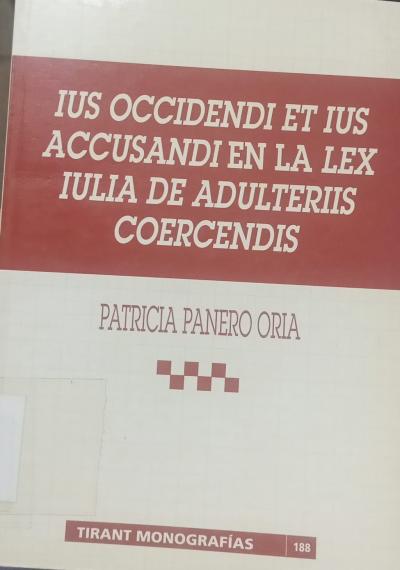 IUS OCCIDENDI ET IUS
ACCUSANDI EN LA LEX
IULIA DE ADULTERIIS
COERCENDIS
PATRICIA PANERO ORIA
TIRANT MONOGRAFÍAS 188